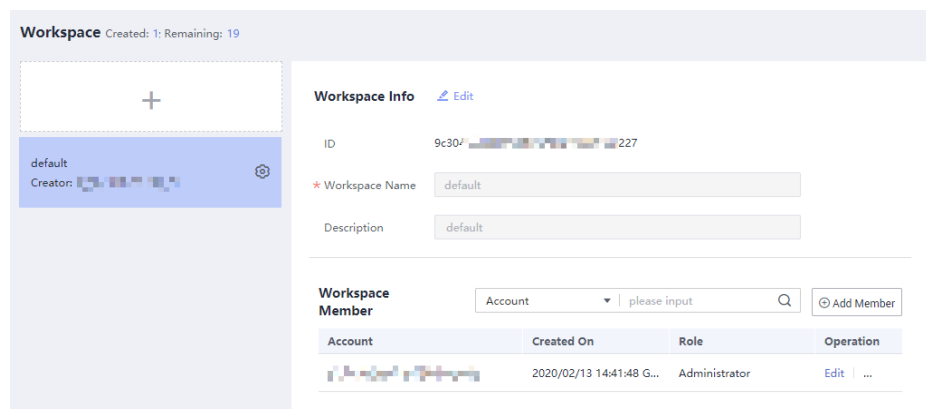 Workspace Created: 1; Remaining: 19
Workspace Info Edit
ID 9c304 227
default
Creator:
* Workspace Name default
Description default
Workspace Member
Account please input Add Member
Account Created On Role Operation
2020/02/13 14:41:48 G... Administrator Edit ...